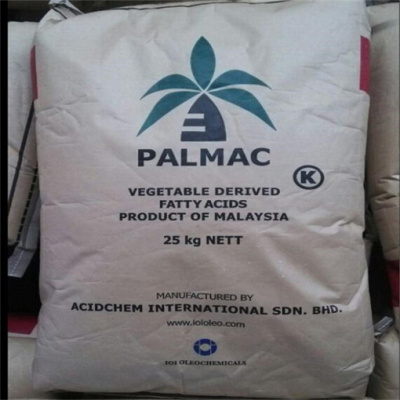 PALMAC
K
VEGETABLE DERIVED
FATTY ACIDS
PRODUCT OF MALAYSIA
25 kg NETT
MANUFACTURED BY
ACIDCHEM INTERNATIONAL SDN. BHD.
www.ioioleo.com
IOI OLEOCHEMICALS